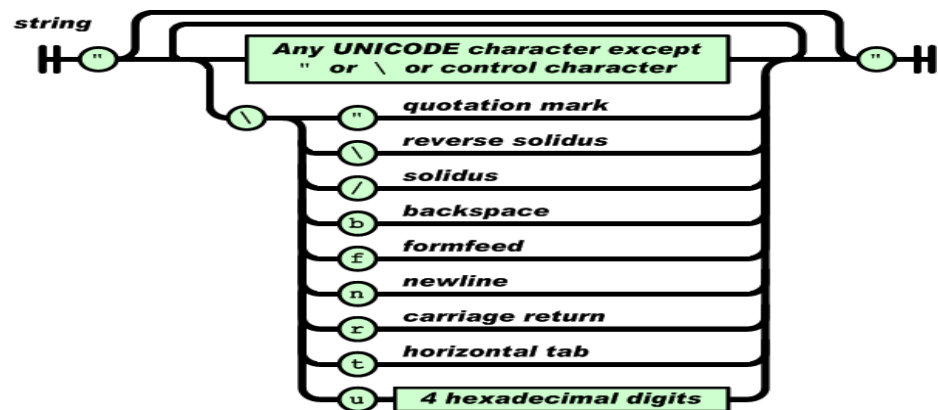 string
" Any UNICODE character except "
" or \ or control character
\ " quotation mark
\ reverse solidus
/ solidus
b backspace
f formfeed
n newline
r carriage return
t horizontal tab
u 4 hexadecimal digits